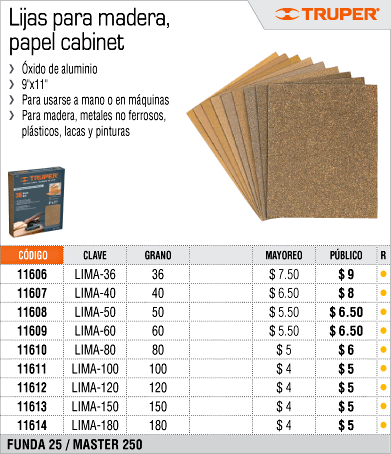 Lijas para madera,
papel cabinet
TRUPER®
Óxido de aluminio
9"x11"
Para usarse a mano o en máquinas
Para madera, metales no ferrosos,
plásticos, lacas y pinturas
TRUPER
CÓDIGO CLAVE GRANO MAYOREO PÚBLICO R
11606 LIMA-36 36 $ 7.50 $ 9
11607 LIMA-40 40 $ 6.50 $ 8
11608 LIMA-50 50 $ 5.50 $ 6.50
11609 LIMA-60 60 $ 5.50 $ 6.50
11610 LIMA-80 80 $ 5 $ 6
11611 LIMA-100 100 $ 4 $ 5
11612 LIMA-120 120 $ 4 $ 5
11613 LIMA-150 150 $ 4 $ 5
11614 LIMA-180 180 $ 4 $ 5
FUNDA 25 / MASTER 250